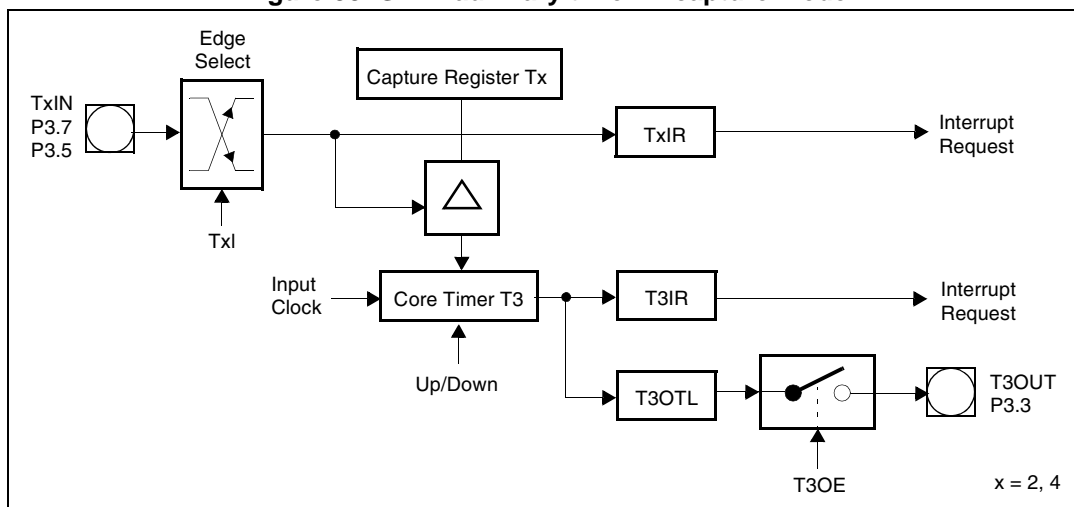 Edge
Select
Capture Register Tx
TxIN
P3.7
P3.5
TxIR
Interrupt
Request
TxI
Input
Clock
Core Timer T3
T3IR
Interrupt
Request
Up/Down
T3OTL
T3OUT
P3.3
T3OE
x = 2, 4